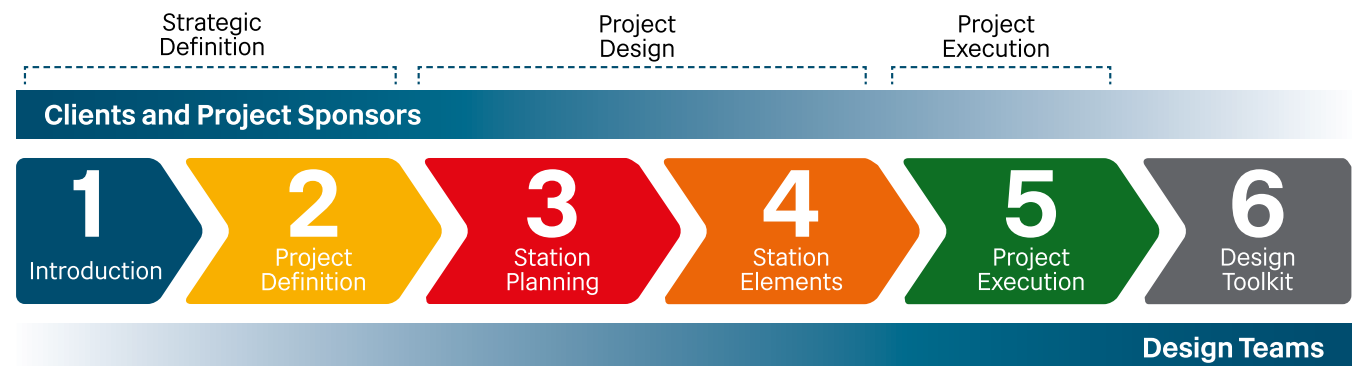 Strategic
Definition
Project
Design
Project
Execution
Clients and Project Sponsors
1
Introduction
2
Project
Definition
3
Station
Planning
4
Station
Elements
5
Project
Execution
6
Design
Toolkit
Design Teams